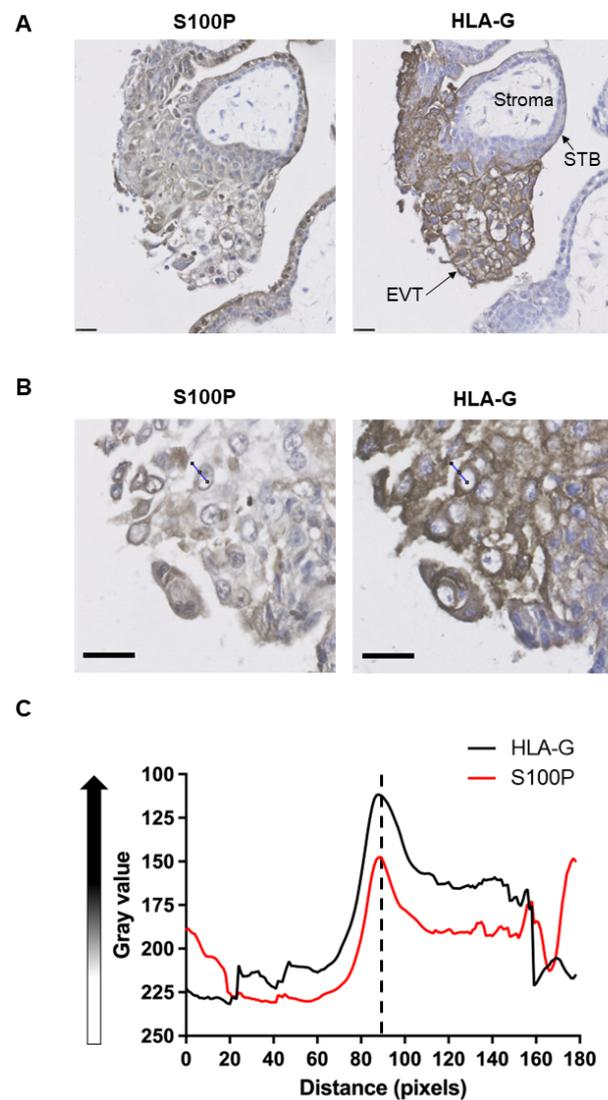 A
S100P
HLA-G
Stroma
STB
EVT
B
S100P
HLA-G
C
HLA-G
S100P
Gray value
100
125
150
175
200
225
250
0 20 40 60 80 100 120 140 160 180
Distance (pixels)